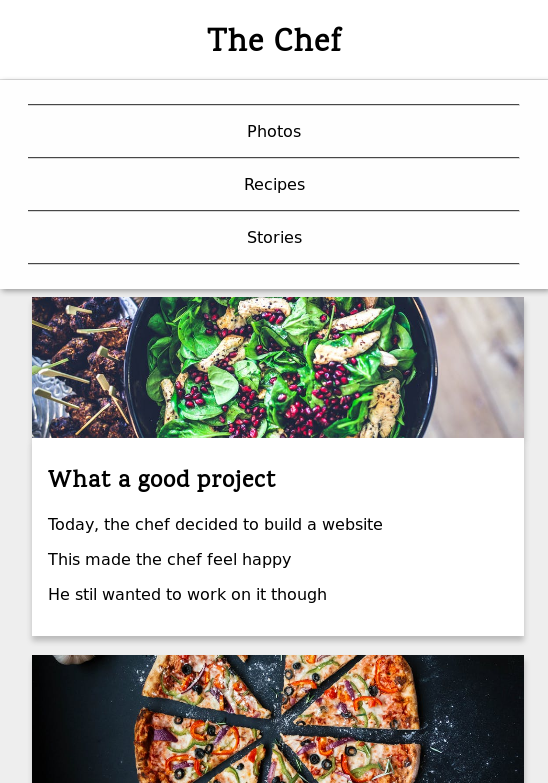 The Chef
Photos
Recipes
Stories
What a good project
Today, the chef decided to build a website
This made the chef feel happy
He stil wanted to work on it though